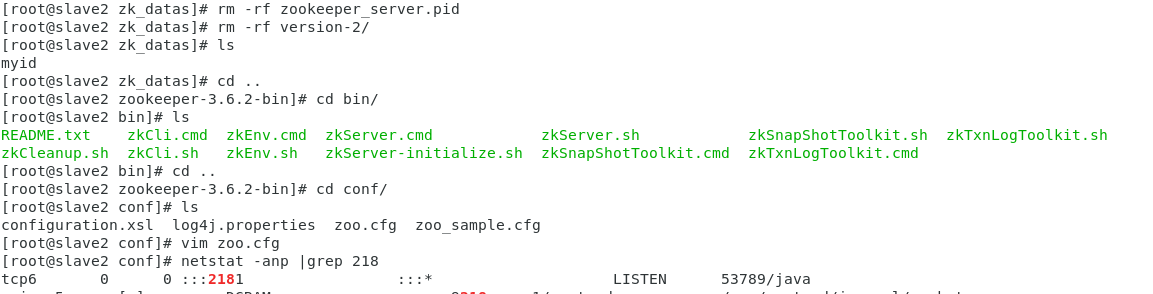 [root@slave2 zk_datas]# rm -rf zookeeper_server.pid
[root@slave2 zk_datas]# rm -rf version-2/
[root@slave2 zk_datas]# ls
myid
[root@slave2 zk_datas]# cd ..
[root@slave2 zookeeper-3.6.2-bin]# cd bin/
[root@slave2 bin]# ls
README.txt    zkCli.cmd  zkEnv.cmd  zkServer.cmd            zkServer.sh            zkSnapShotToolkit.sh  zkTxnLogToolkit.sh
zkCleanup.sh  zkCli.sh   zkEnv.sh   zkServer-initialize.sh  zkSnapShotToolkit.cmd  zkTxnLogToolkit.cmd
[root@slave2 bin]# cd ..
[root@slave2 zookeeper-3.6.2-bin]# cd conf/
[root@slave2 conf]# ls
configuration.xsl  log4j.properties  zoo.cfg  zoo_sample.cfg
[root@slave2 conf]# vim zoo.cfg
[root@slave2 conf]# netstat -anp |grep 218
tcp6       0      0 :::2181                 :::*                    LISTEN      53789/java